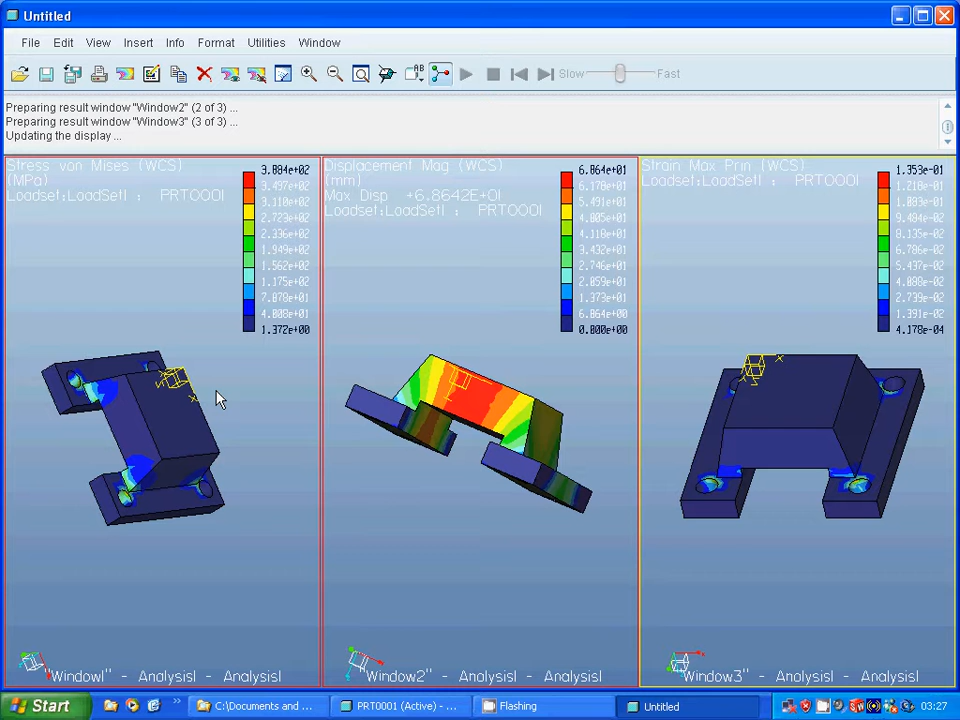 Untitled
File Edit View Insert Info Format Utilities Window
Slow Fast
Preparing result window "Window2" (2 of 3) ...
Preparing result window "Window3" (3 of 3) ...
Updating the display ...
Stress von Mises (WCS)
(MPa)
Loadset:LoadSet1 : PRT0001
3.884e+02
3.497e+02
3.110e+02
2.723e+02
2.336e+02
1.949e+02
1.562e+02
1.175e+02
7.878e+01
4.008e+01
1.372e+00
"Window1" - Analysis1 - Analysis1
Displacement Mag (WCS)
(mm)
Max Disp +6.8642E+01
Loadset:LoadSet1 : PRT0001
6.864e+01
6.178e+01
5.491e+01
4.805e+01
4.118e+01
3.432e+01
2.746e+01
2.059e+01
1.373e+01
6.864e+00
0.000e+00
"Window2" - Analysis1 - Analysis1
Strain Max Prin (WCS)
Loadset:LoadSet1 : PRT0001
1.353e-01
1.218e-01
1.083e-01
9.484e-02
8.135e-02
6.786e-02
5.437e-02
4.088e-02
2.739e-02
1.391e-02
4.178e-04
"Window3" - Analysis1 - Analysis1
Start C:\Documents and ... PRT0001 (Active) - ... Flashing Untitled 03:27